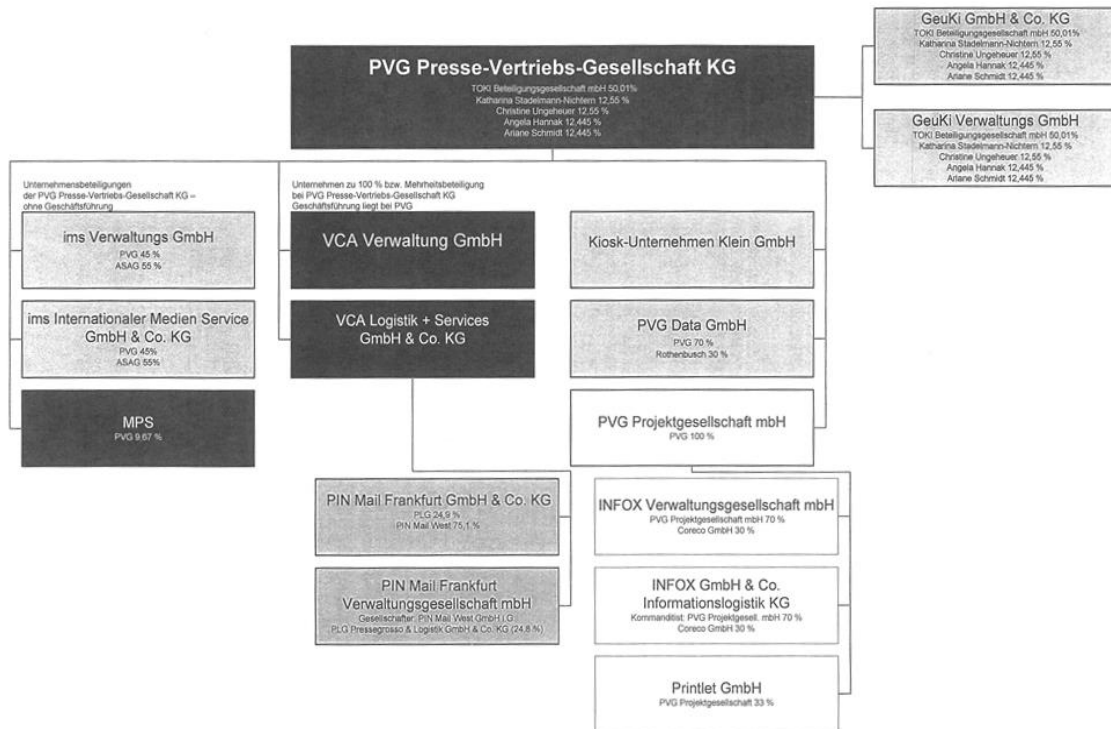 GeuKi GmbH & Co. KG
TOKI Beteiligungsgesellschaft mbH 50,01%
Katharina Stadelmann-Nichtern 12,55 %
Christine Ungeheuer 12,55 %
Angela Hannak 12,445 %
Ariane Schmidt 12,445 %
PVG Presse-Vertriebs-Gesellschaft KG
TOKI Beteiligungsgesellschaft mbH 50,01%
Katharina Stadelmann-Nichtern 12,55 %
Christine Ungeheuer 12,55 %
Angela Hannak 12,445 %
Ariane Schmidt 12,445 %
GeuKi Verwaltungs GmbH
TOKI Beteiligungsgesellschaft mbH 50,01%
Katharina Stadelmann-Nichtern 12,55 %
Christine Ungeheuer 12,55 %
Angela Hannak 12,445 %
Ariane Schmidt 12,445 %
Unternehmensbeteiligungen
der PVG Presse-Vertriebs-Gesellschaft KG –
ohne Geschäftsführung
ims Verwaltungs GmbH
PVG 45 %
ASAG 55 %
ims Internationaler Medien Service
GmbH & Co. KG
PVG 45%
ASAG 55%
MPS
PVG 9,67 %
Unternehmen zu 100 % bzw. Mehrheitsbeteiligung
bei PVG Presse-Vertriebs-Gesellschaft KG
Geschäftsführung liegt bei PVG
VCA Verwaltung GmbH
VCA Logistik + Services
GmbH & Co. KG
Kiosk-Unternehmen Klein GmbH
PVG Data GmbH
PVG 70 %
Rothenbusch 30 %
PVG Projektgesellschaft mbH
PVG 100 %
PIN Mail Frankfurt GmbH & Co. KG
PLG 24,9 %
PIN Mail West 75,1 %
PIN Mail Frankfurt
Verwaltungsgesellschaft mbH
Gesellschafter: PIN Mail West GmbH i.G.
PLG Pressegrosso & Logistik GmbH & Co. KG (24,8 %)
INFOX Verwaltungsgesellschaft mbH
PVG Projektgesellschaft mbH 70 %
Coreco GmbH 30 %
INFOX GmbH & Co.
Informationslogistik KG
Kommanditist: PVG Projektgesell. mbH 70 %
Coreco GmbH 30 %
Printlet GmbH
PVG Projektgesellschaft 33 %